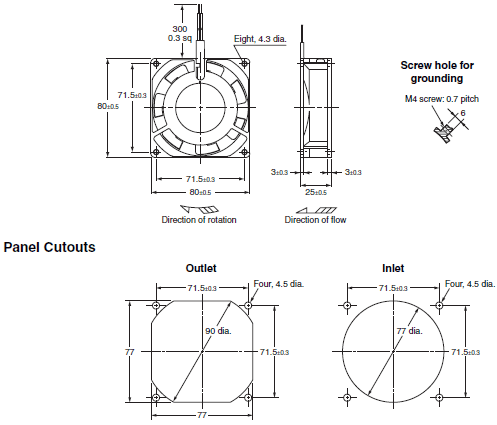 300
0.3 sq
Eight, 4.3 dia.
Screw hole for
grounding
M4 screw: 0.7 pitch
6
71.5±0.3
80±0.5
71.5±0.3
80±0.5
3±0.3
3±0.3
25±0.5
Direction of rotation
Direction of flow
Panel Cutouts
Outlet
Inlet
71.5±0.3
Four, 4.5 dia.
71.5±0.3
Four, 4.5 dia.
90 dia.
77 dia.
77
71.5±0.3
71.5±0.3
77